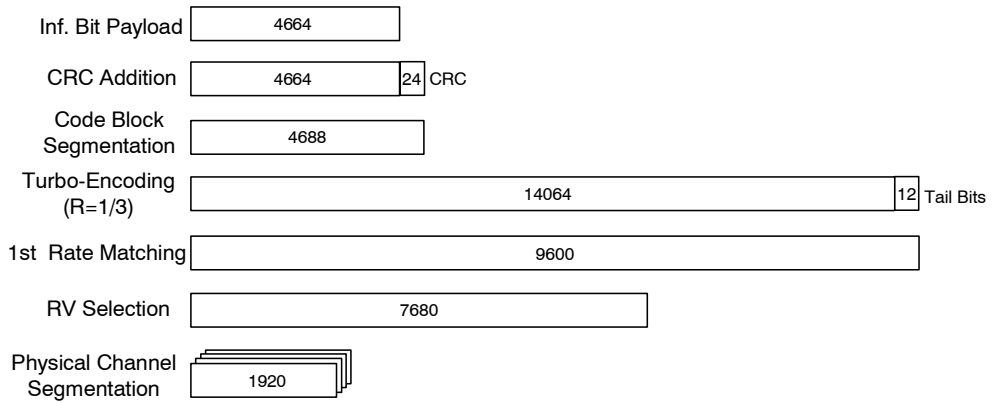 Inf. Bit Payload 4664
CRC Addition 4664 24 CRC
Code Block
Segmentation 4688
Turbo-Encoding
(R=1/3) 14064 12 Tail Bits
1st Rate Matching 9600
RV Selection 7680
Physical Channel
Segmentation 1920